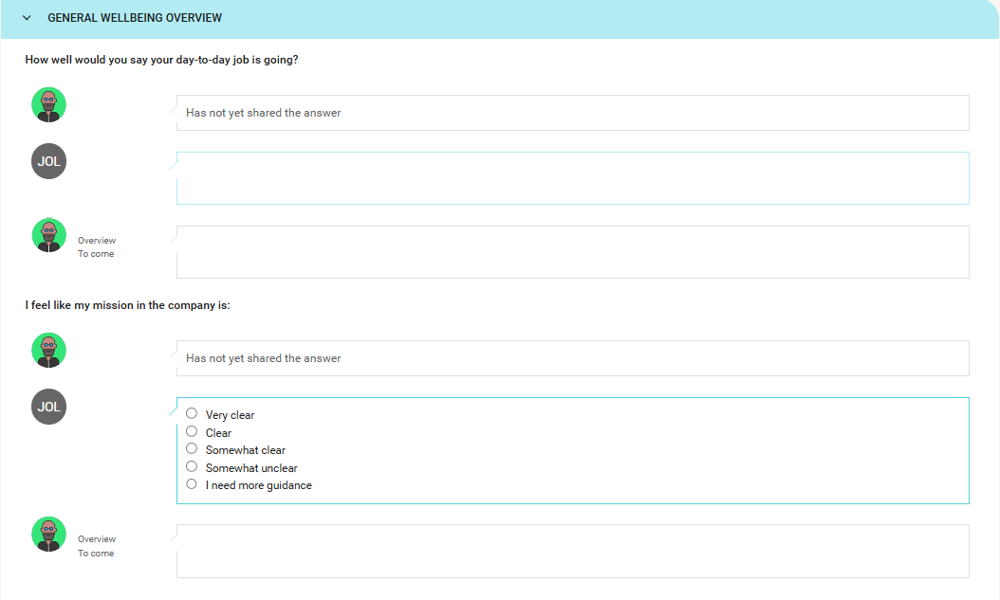 GENERAL WELLBEING OVERVIEW
How well would you say your day-to-day job is going?
Has not yet shared the answer
JOL
Overview
To come
I feel like my mission in the company is:
Has not yet shared the answer
JOL
Very clear
Clear
Somewhat clear
Somewhat unclear
I need more guidance
Overview
To come